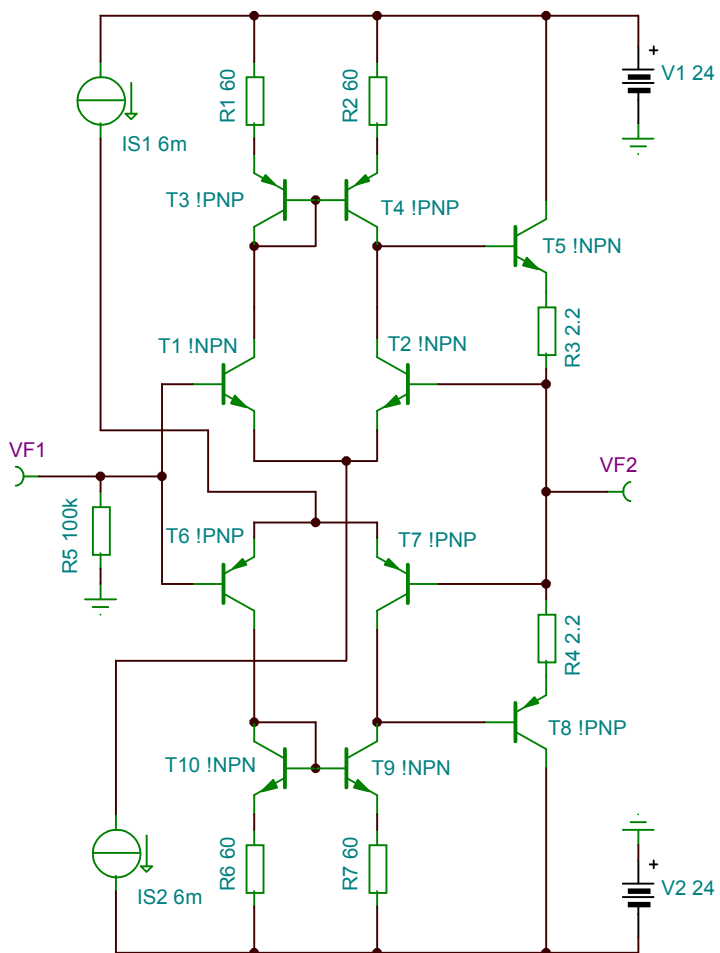 R1 60
R2 60
V1 24
IS1 6m
T3 !PNP
T4 !PNP
T5 !NPN
R3 2.2
T1 !NPN
T2 !NPN
VF1
VF2
R5 100k
T6 !PNP
T7 !PNP
R4 2.2
T8 !PNP
T10 !NPN
T9 !NPN
R6 60
R7 60
IS2 6m
V2 24
+
+